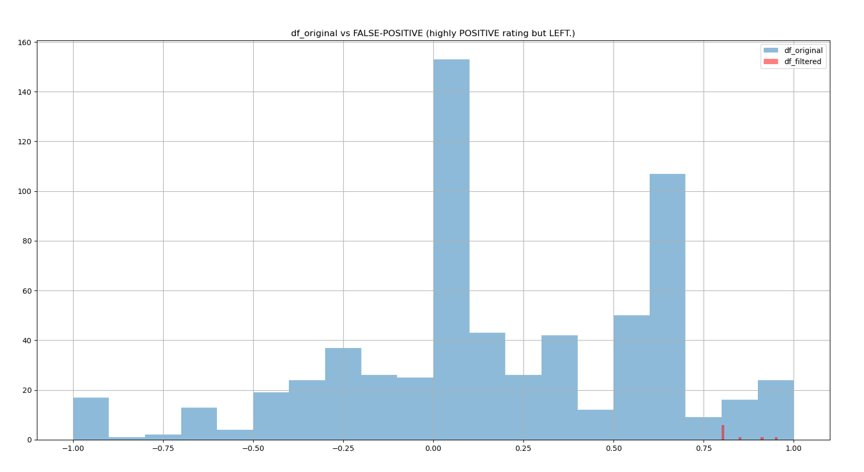 df_original vs FALSE-POSITIVE (highly POSITIVE rating but LEFT.)
160
140
120
100
80
60
40
20
0
−1.00 −0.75 −0.50 −0.25 0.00 0.25 0.50 0.75 1.00
df_original
df_filtered